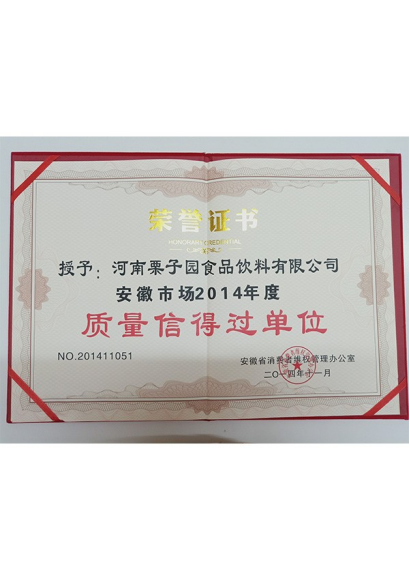 荣誉证书
HONORARY CREDENTIAL
授予：河南栗子园食品饮料有限公司
安徽市场2014年度
质量信得过单位
NO.201411051
安徽省消费者维权管理办公室
二〇一四年十一月